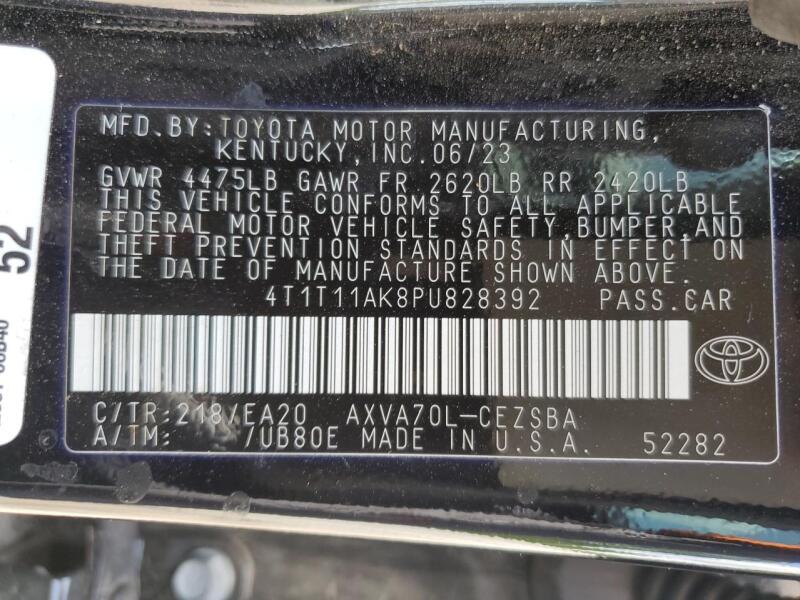 MFD.BY:TOYOTA MOTOR MANUFACTURING,
KENTUCKY,INC.06/23
GVWR 4475LB GAWR FR 2620LB RR 2420LB
THIS VEHICLE CONFORMS TO ALL APPLICABLE
FEDERAL MOTOR VEHICLE SAFETY,BUMPER,AND
THEFT PREVENTION STANDARDS IN EFFECT ON
THE DATE OF MANUFACTURE SHOWN ABOVE.
4T1T11AK8PU828392 PASS.CAR
C/TR:218/EA20 AXVA70L-CEZSBA
A/TM: /UB80E MADE IN U.S.A. 52282
52